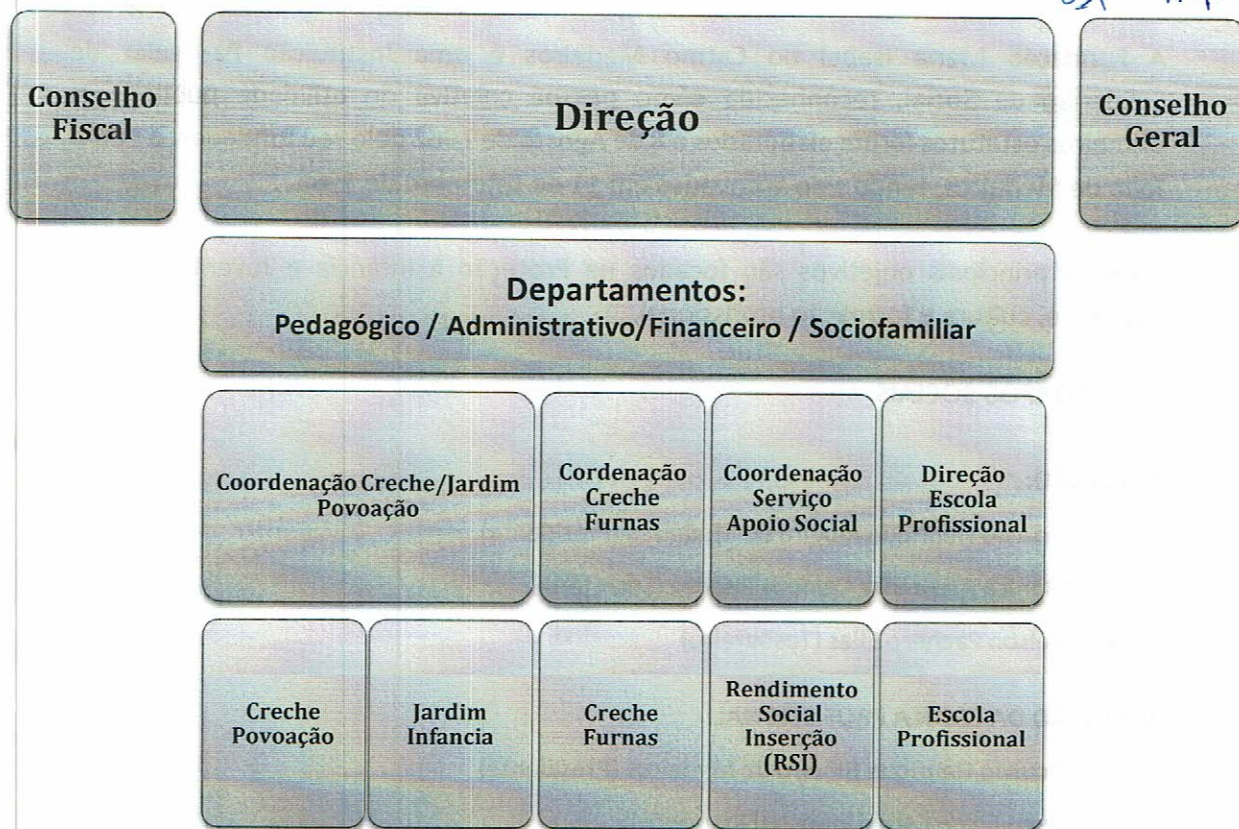 Conselho
Fiscal
Direção
Conselho
Geral
Departamentos:
Pedagógico / Administrativo/Financeiro / Sociofamiliar
Coordenação Creche/Jardim
Povoação
Cordenação
Creche
Furnas
Coordenação
Serviço
Apoio Social
Direção
Escola
Profissional
Creche
Povoação
Jardim
Infancia
Creche
Furnas
Rendimento
Social
Inserção
(RSI)
Escola
Profissional